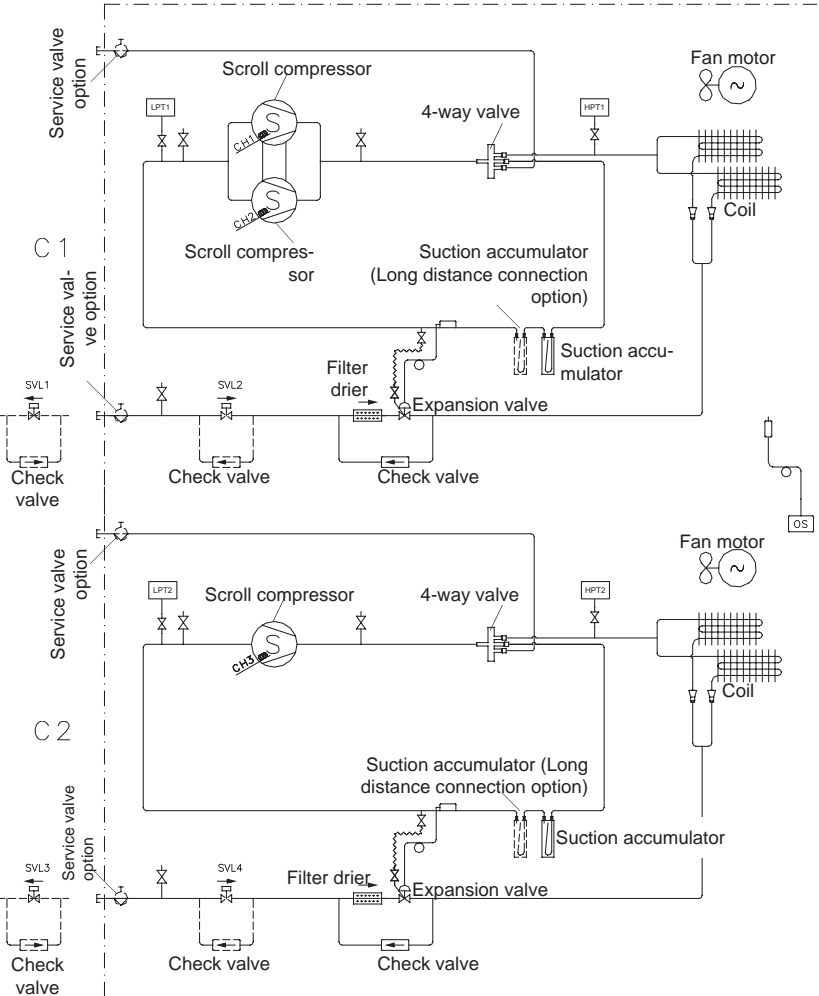 Service valve
option
Scroll compressor
Fan motor
LPT1
4-way valve
HPT1
S
CH1
S
CH2
Coil
Scroll compres-
sor
Suction accumulator
(Long distance connection
option)
C1
Service val-
ve option
Filter
drier
Suction accu-
mulator
SVL1
SVL2
Expansion valve
Check
valve
Check valve
Check valve
OS
Service valve
option
Fan motor
LPT2
Scroll compressor
4-way valve
HPT2
S
CH3
Coil
C2
Suction accumulator (Long
distance connection option)
Suction accumulator
Service valve
option
SVL3
SVL4
Filter drier
Expansion valve
Check
valve
Check valve
Check valve